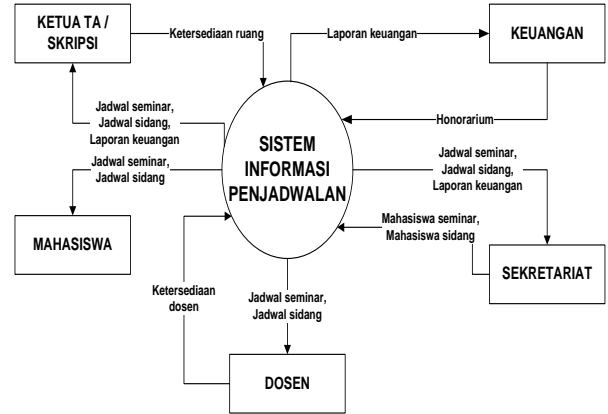 KETUA TA /
SKRIPSI
Ketersediaan ruang
Laporan keuangan
KEUANGAN
Jadwal seminar,
Jadwal sidang,
Laporan keuangan
Honorarium
SISTEM
INFORMASI
PENJADWALAN
Jadwal seminar,
Jadwal sidang,
Laporan keuangan
Jadwal seminar,
Jadwal sidang
MAHASISWA
Mahasiswa seminar,
Mahasiswa sidang
SEKRETARIAT
Ketersediaan
dosen
Jadwal seminar,
Jadwal sidang
DOSEN